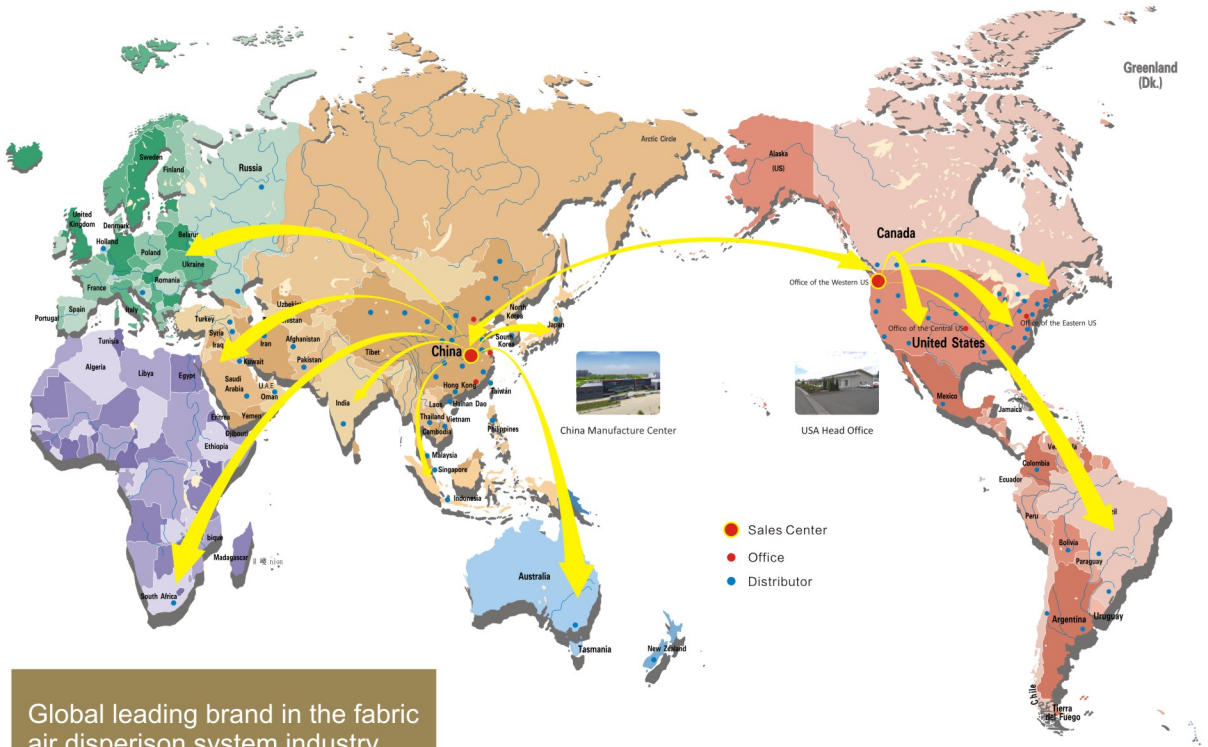 Greenland
(Dk.)
Arctic Circle
Alaska
(US)
Sweden
Finland
Russia
United
Kingdom
Denmark
Holland
Belarus
Poland
Ukraine
France
Romania
Spain
Portugal
Italy
Canada
Office of the Western US
Office of the Central US
Office of the Eastern US
United States
Mexico
Jamaica
Turkey
Syria
Iraq
Iran
Afghanistan
Pakistan
Kuwait
Saudi
Arabia
U.A.E
Oman
Yemen
Eritrea
Djibouti
Ethiopia
Tunisia
Algeria
Libya
Egypt
Tibet
China
North
Korea
South
Korea
Japan
India
Hong Kong
Taiwan
Laos
Hainan Dao
Thailand
Vietnam
Cambodia
Philippines
Malaysia
Singapore
Indonesia
China Manufacture Center
USA Head Office
Colombia
Ecuador
Peru
Bolivia
Paraguay
Uruguay
Argentina
Chile
Tierra
del Fuego
bique
Madagascar
South Africa
Australia
Tasmania
New Zealand
Sales Center
Office
Distributor
Global leading brand in the fabric
air disperison system industry